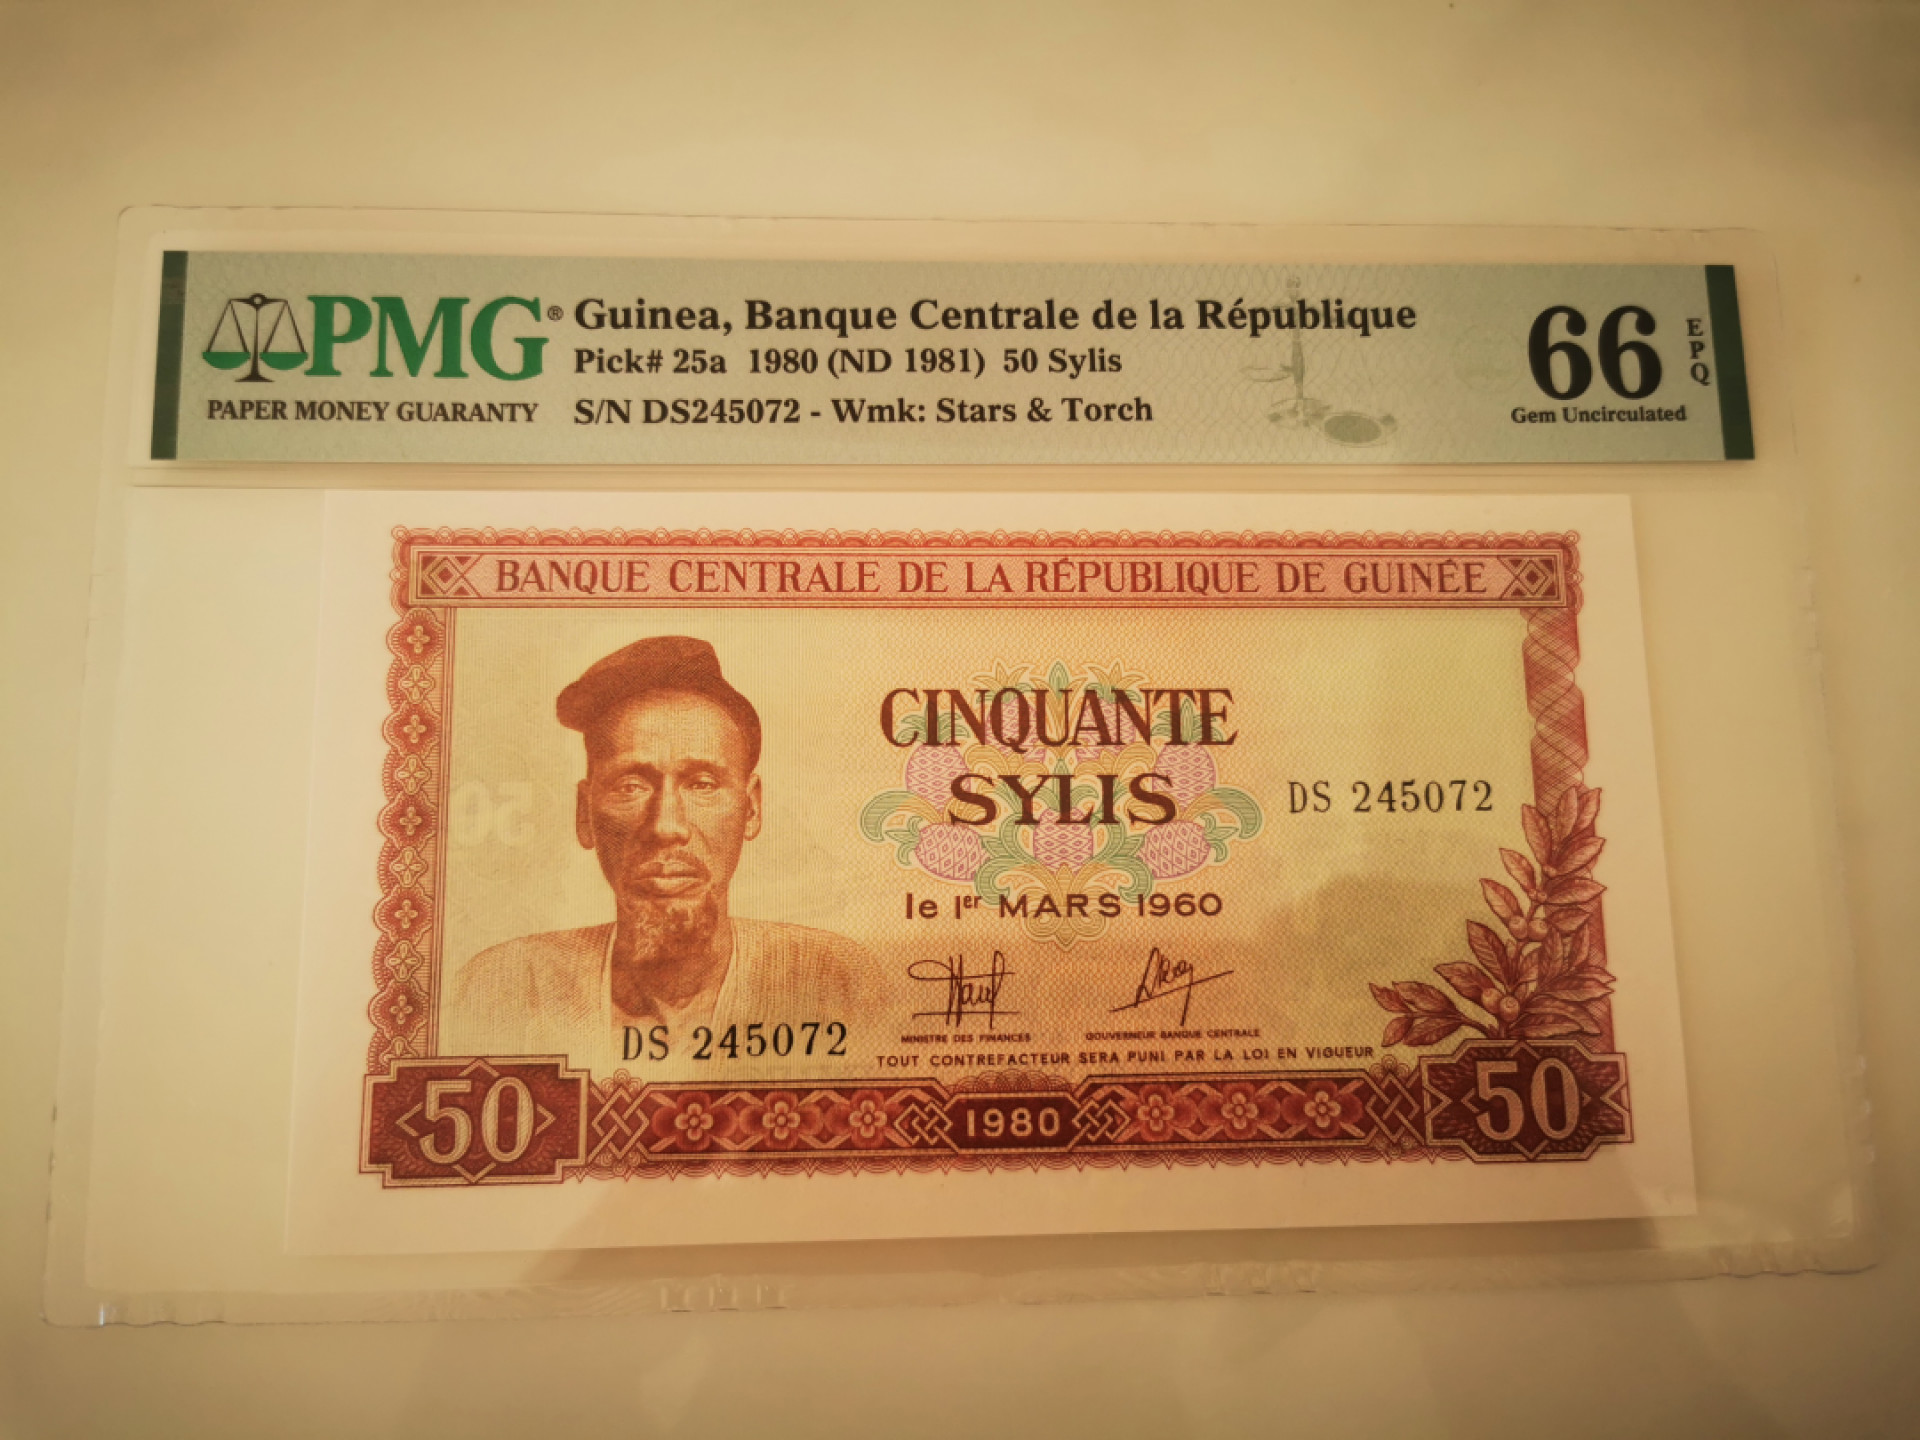 PMG®
PAPER MONEY GUARANTY
Guinea, Banque Centrale de la République
Pick# 25a 1980 (ND 1981) 50 Sylis
S/N DS245072 - Wmk: Stars & Torch
66
EPQ
Gem Uncirculated
BANQUE CENTRALE DE LA RÉPUBLIQUE DE GUINÉE
CINQUANTE
SYLIS
DS 245072
le 1er MARS 1960
DS 245072
MINISTRE DES FINANCES
GOUVERNEUR BANQUE CENTRALE
TOUT CONTREFACTEUR SERA PUNI PAR LA LOI EN VIGUEUR
50
1980
50